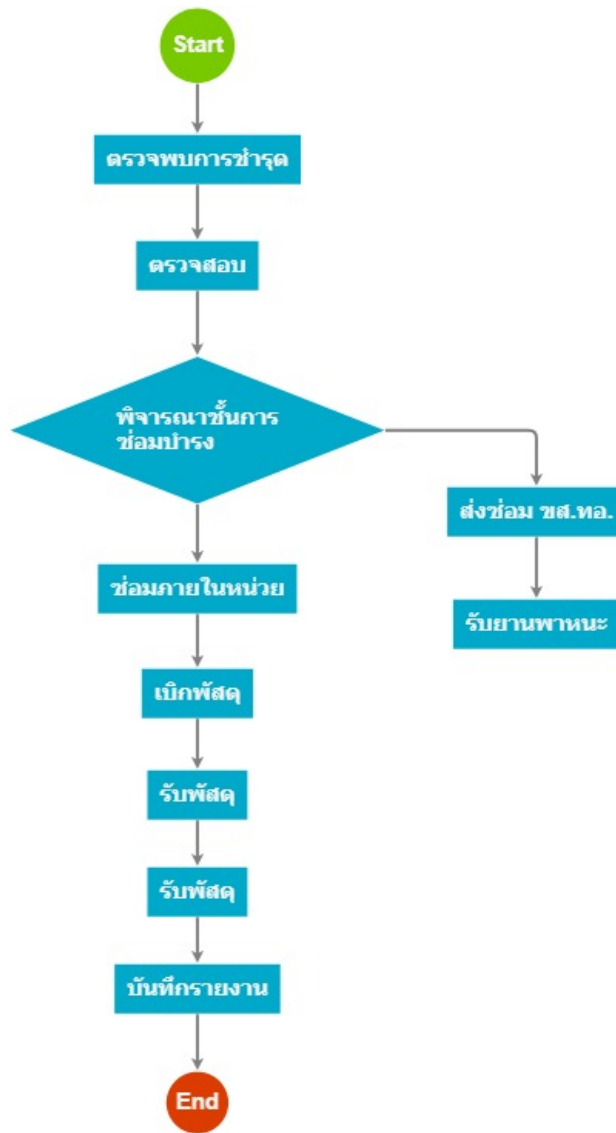 Start
ตรวจพบการชำรุด
ตรวจสอบ
พิจารณาชั้นการ
ซ่อมบำรุง
ส่งซ่อม ขส.ทอ.
ซ่อมภายในหน่วย
รับยานพาหนะ
เบิกพัสดุ
รับพัสดุ
รับพัสดุ
บันทึกรายงาน
End